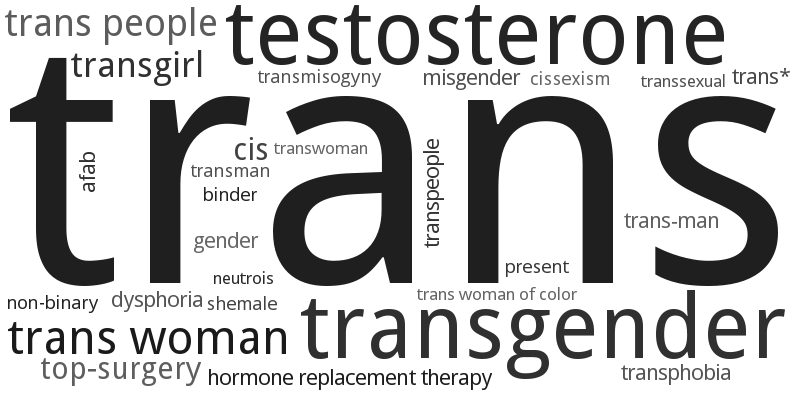 trans people
testosterone
transgirl
transmisogyny
misgender
cissexism
transsexual
trans*
trans
cis
transwoman
afab
transman
binder
transpeople
trans-man
gender
present
neutrois
trans woman of color
non-binary
dysphoria
shemale
trans woman
transgender
top-surgery
hormone replacement therapy
transphobia